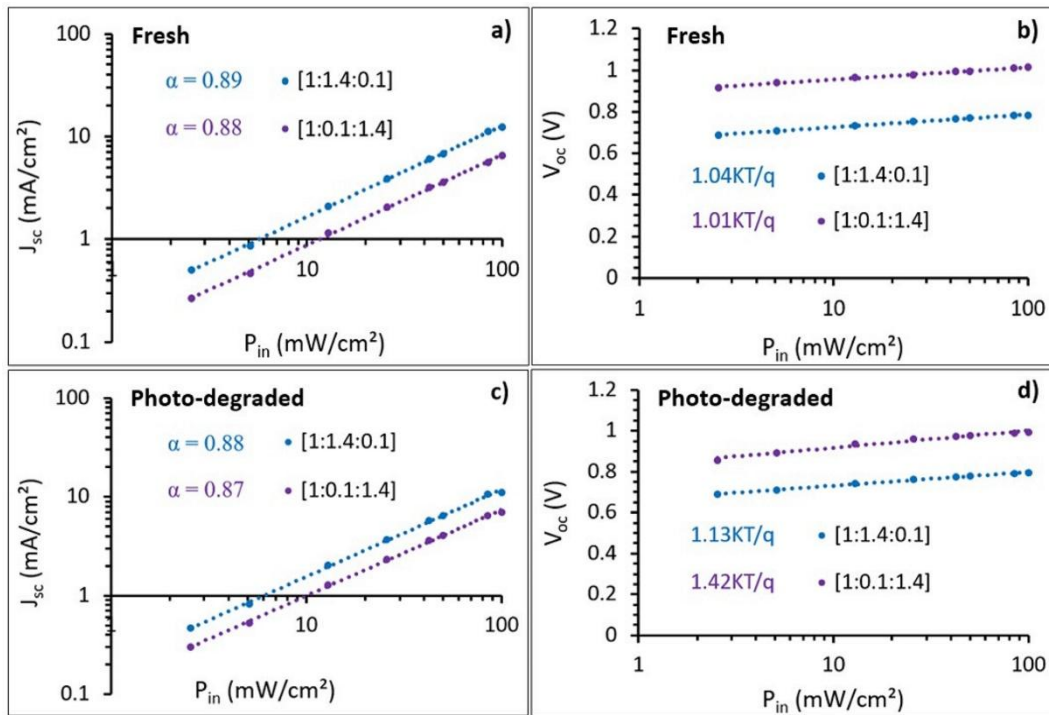 Fresh
a)
α = 0.89
[1:1.4:0.1]
α = 0.88
[1:0.1:1.4]
100
10
1
0.1
10
100
J_sc (mA/cm²)
P_in (mW/cm²)
Fresh
b)
1.2
1
0.8
0.6
0.4
0.2
0
V_oc (V)
1.04KT/q
[1:1.4:0.1]
1.01KT/q
[1:0.1:1.4]
1
10
100
P_in (mW/cm²)
Photo-degraded
c)
α = 0.88
[1:1.4:0.1]
α = 0.87
[1:0.1:1.4]
100
10
1
0.1
10
100
J_sc (mA/cm²)
P_in (mW/cm²)
Photo-degraded
d)
1.2
1
0.8
0.6
0.4
0.2
0
V_oc (V)
1.13KT/q
[1:1.4:0.1]
1.42KT/q
[1:0.1:1.4]
1
10
100
P_in (mW/cm²)